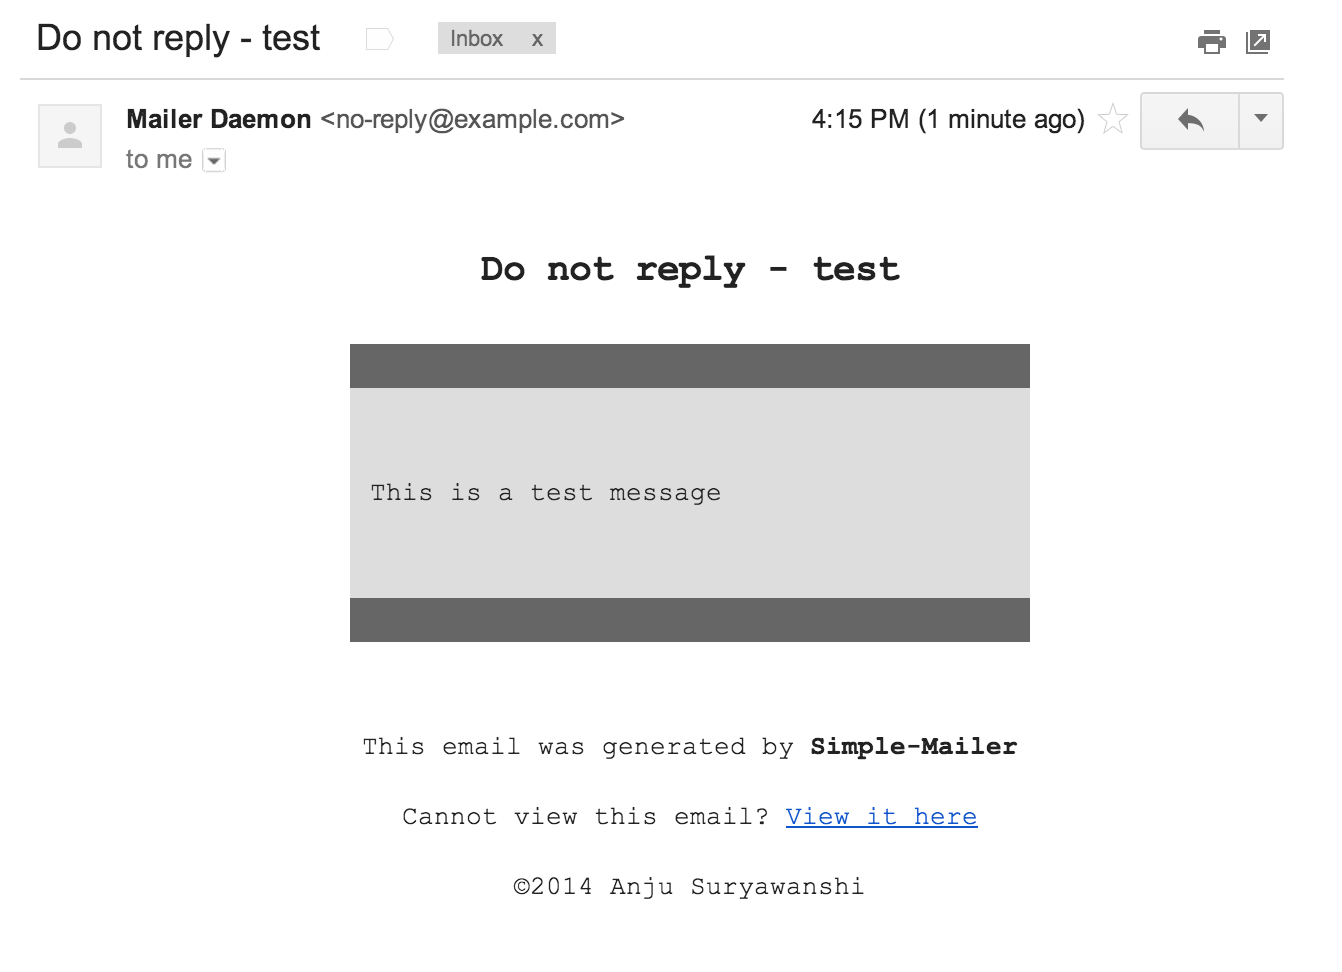 Do not reply - test
Inbox x
Mailer Daemon <no-reply@example.com>
4:15 PM (1 minute ago)
to me
Do not reply - test
This is a test message
This email was generated by Simple-Mailer
Cannot view this email? View it here
©2014 Anju Suryawanshi